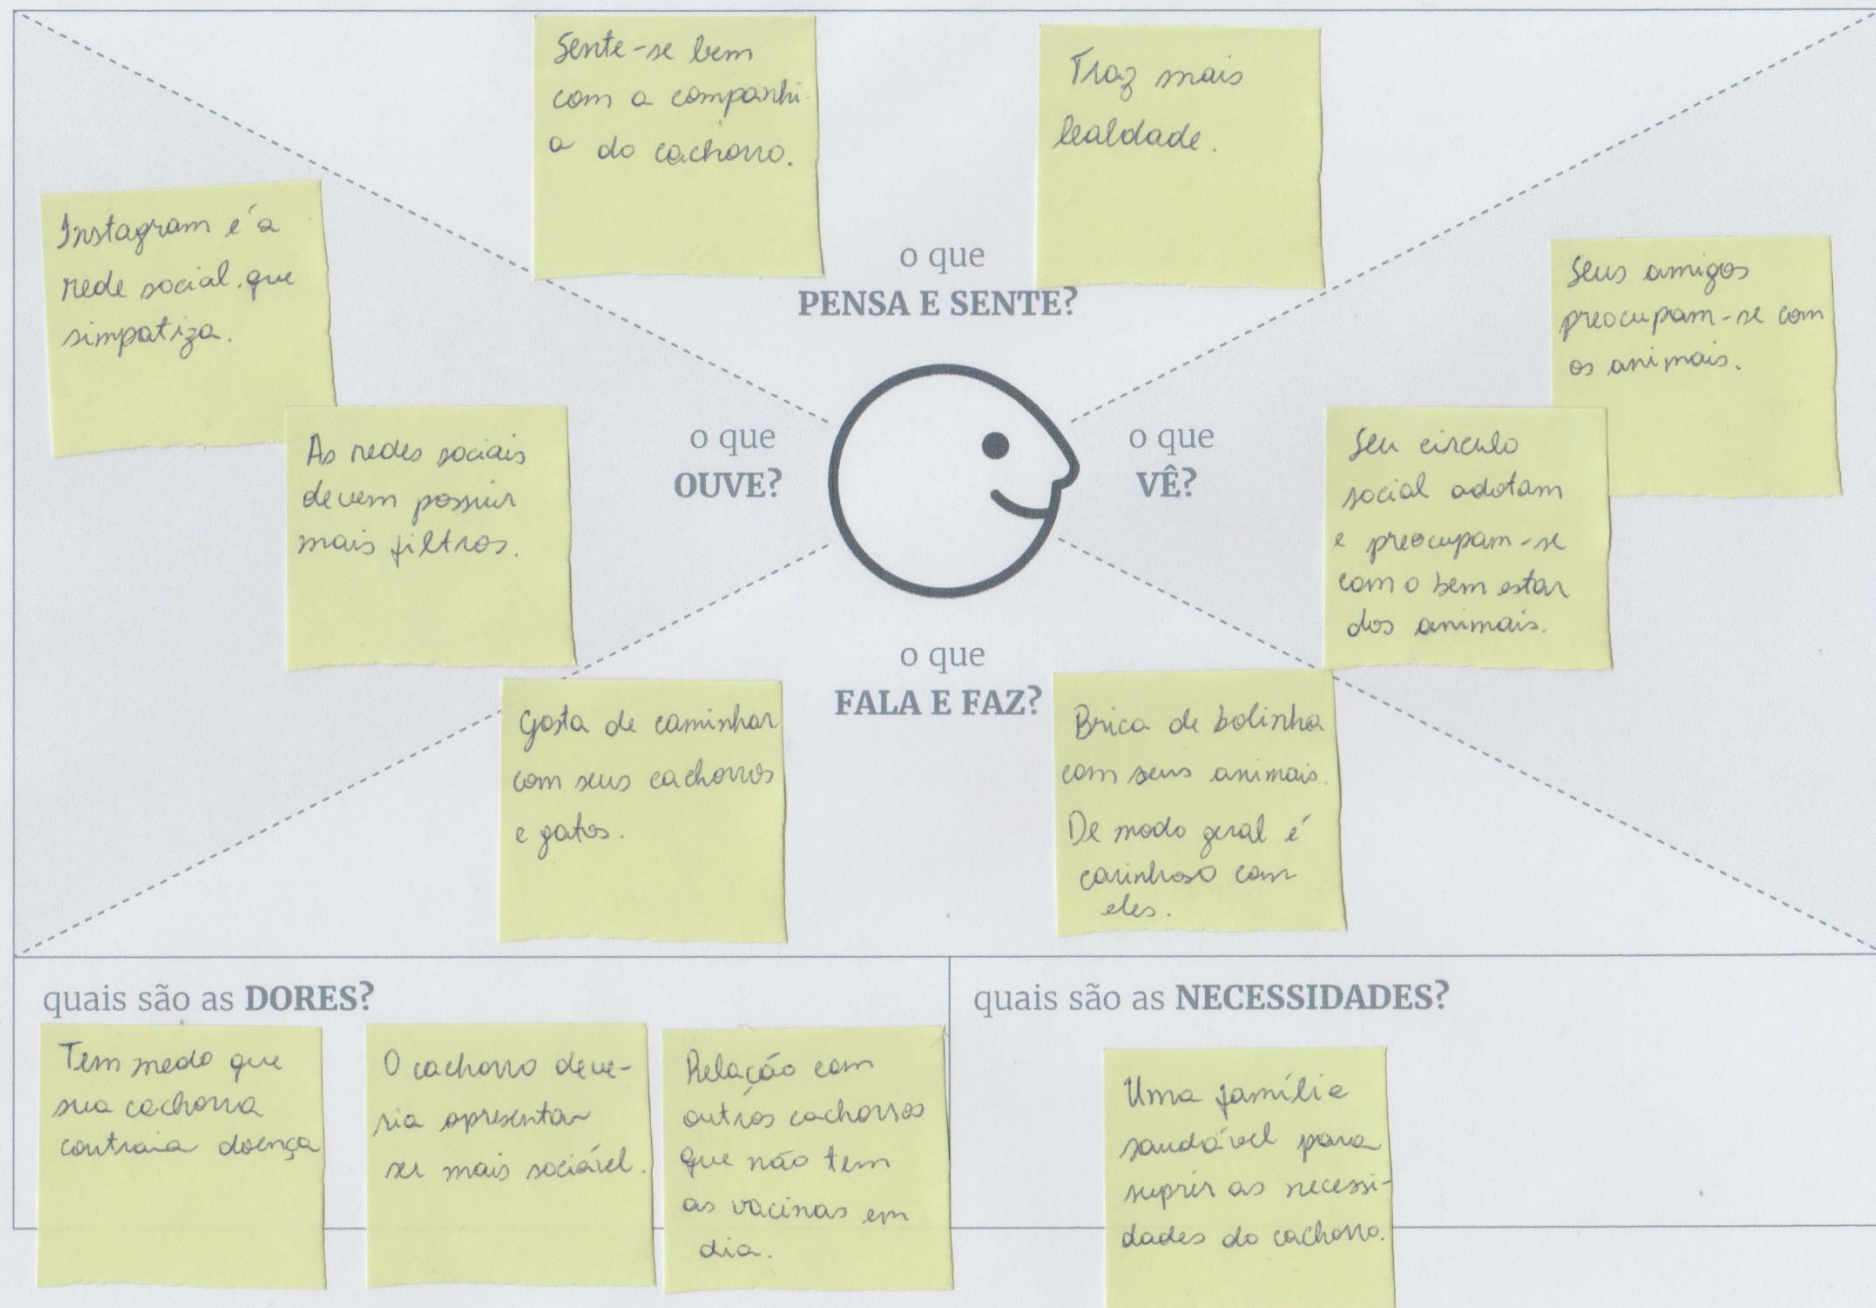 Sente-se bem
com a companhi-
a do cachorro.
Traz mais
lealdade.
o que
PENSA E SENTE?
Instagram é a
rede social que
simpatiza.
As redes sociais
devem possuir
mais filtros.
o que
OUVE?
o que
VÊ?
Seus amigos
preocupam-se com
os animais.
Seu circulo
social adotam
e preocupam-se
com o bem estar
dos animais.
o que
FALA E FAZ?
Gosta de caminhar
com seus cachorros
e gatos.
Brica de bolinha
com seus animais.
De modo geral é
carinhoso com
eles.
quais são as DORES?
Tem medo que
sua cachorra
contraia doença
O cachorro deve-
ria apresentar
ser mais sociável.
Relação com
outros cachorros
que não tem
as vacinas em
dia.
quais são as NECESSIDADES?
Uma família
saudável para
suprir as necessi-
dades do cachorro.